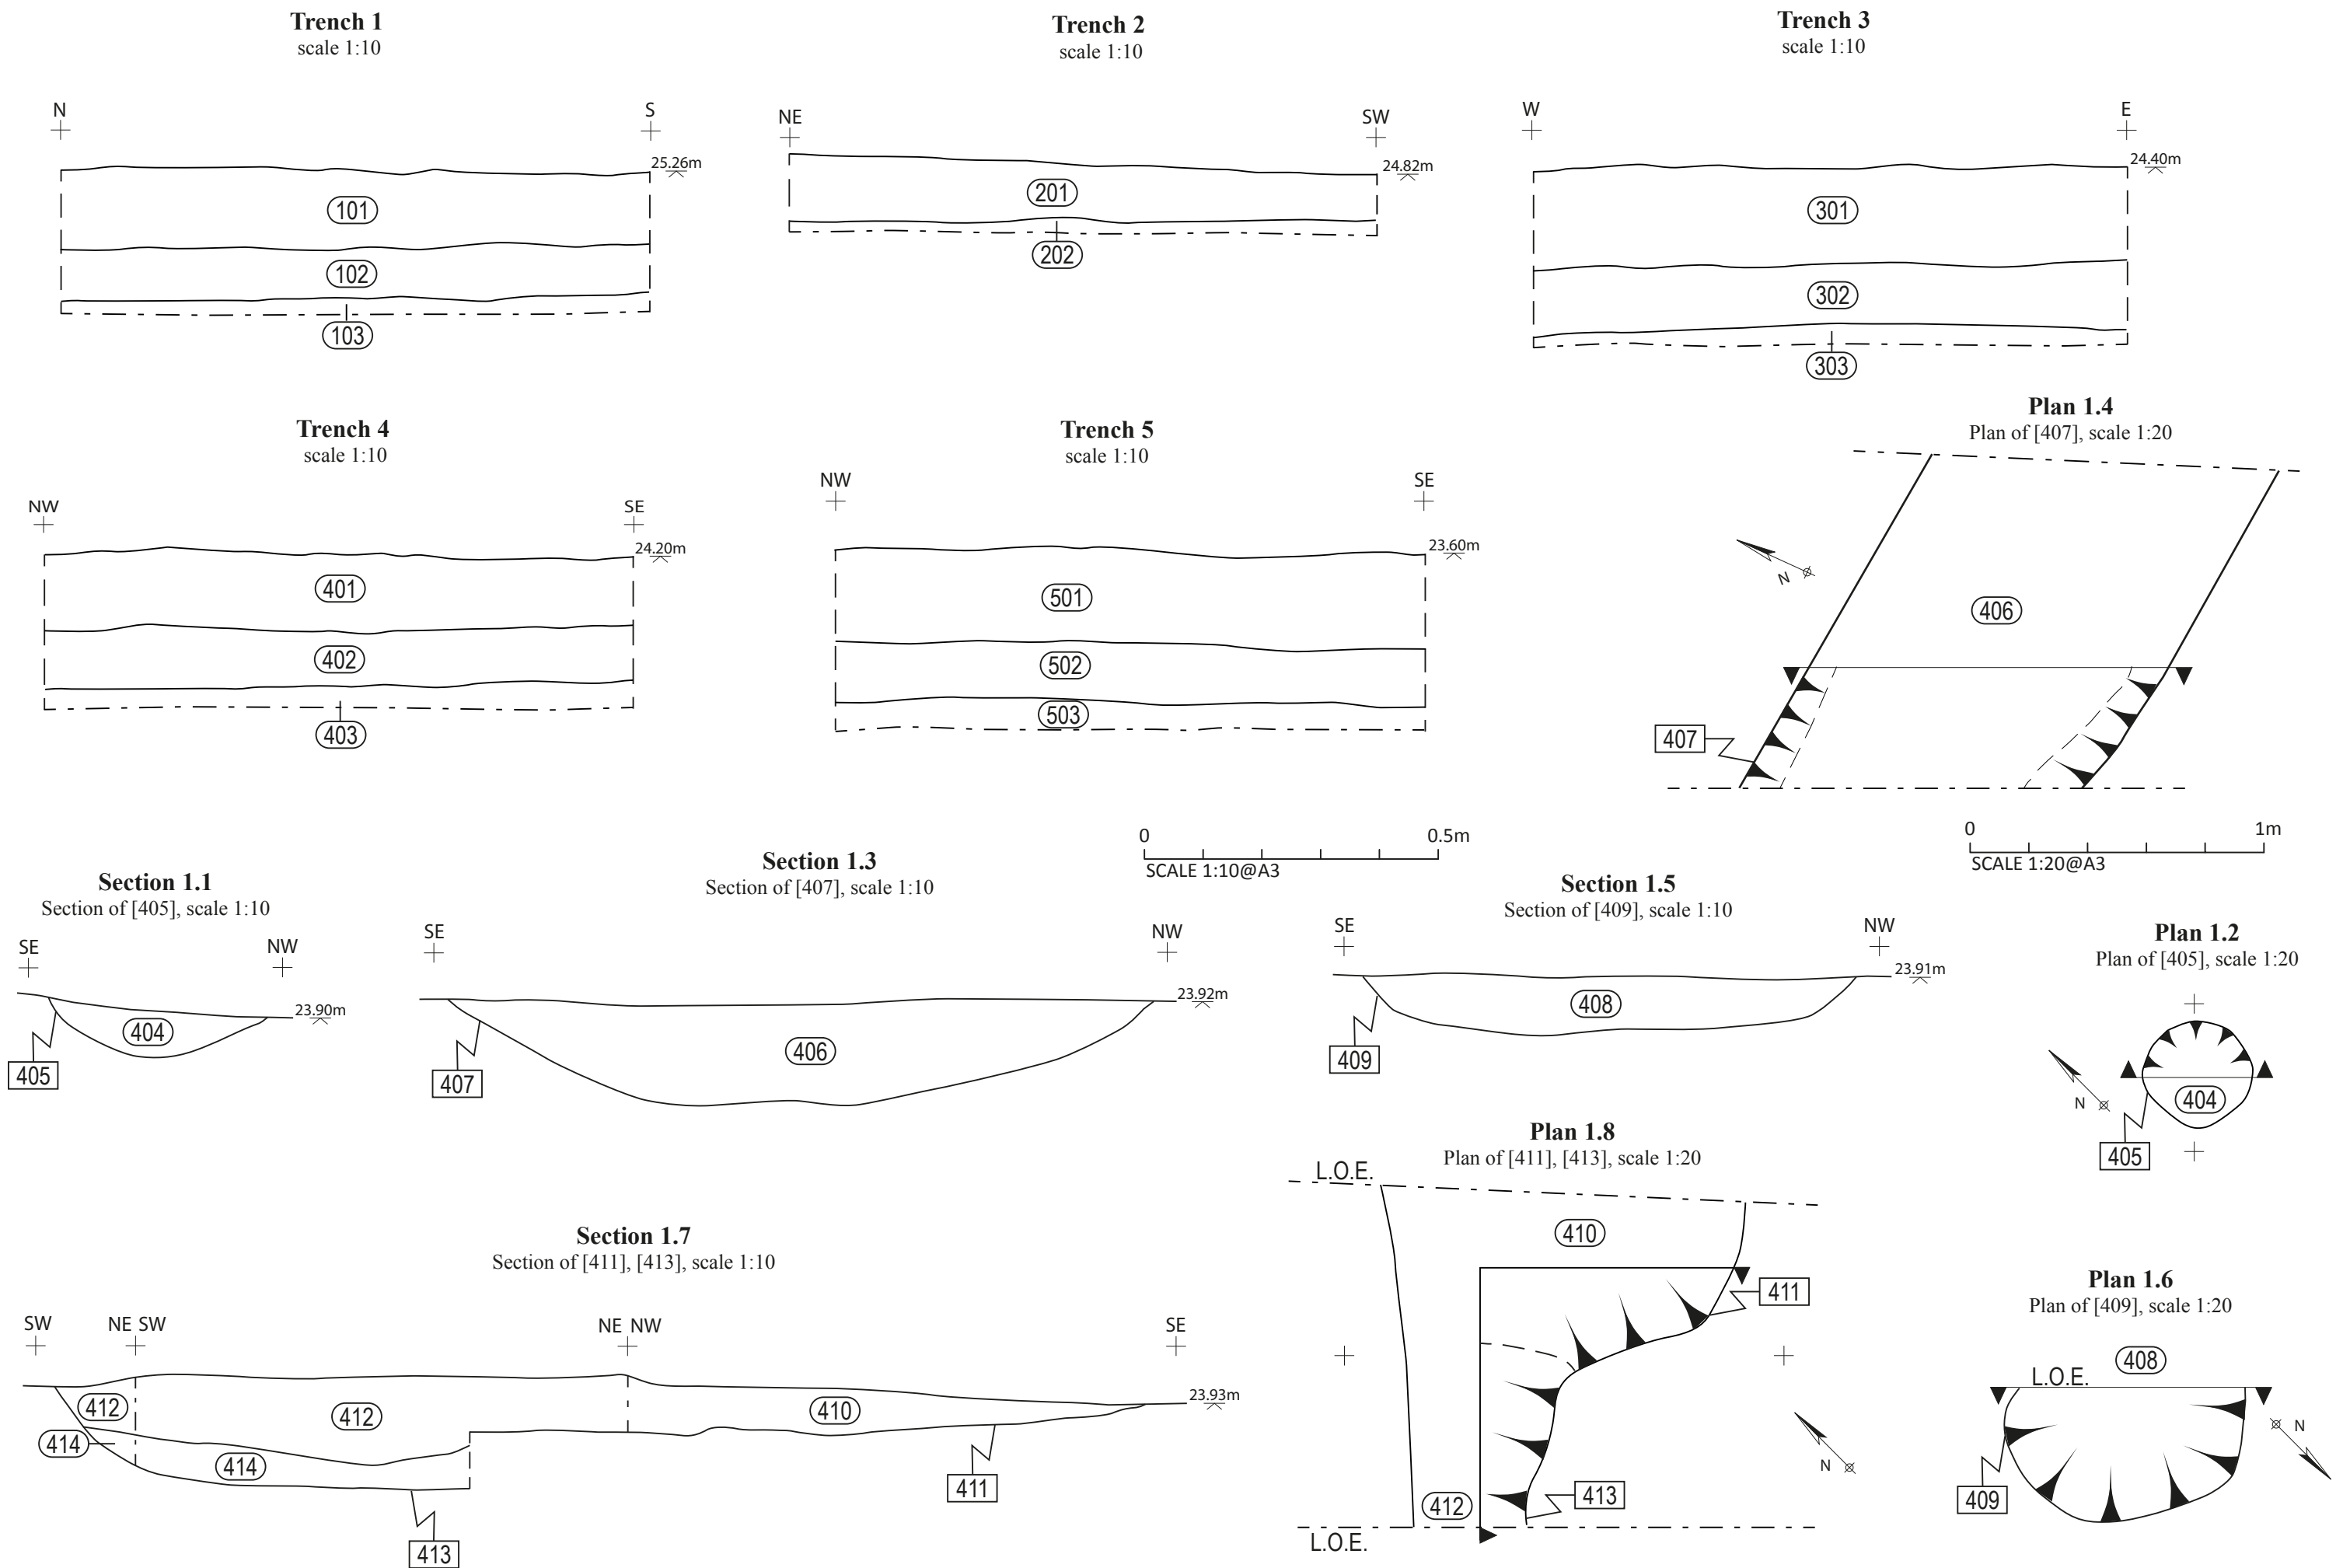 Trench 1
scale 1:10
N
S
25.26m
101
102
103
Trench 2
scale 1:10
NE
SW
24.82m
201
202
Trench 3
scale 1:10
W
E
24.40m
301
302
303
Trench 4
scale 1:10
NW
SE
24.20m
401
402
403
Trench 5
scale 1:10
NW
SE
23.60m
501
502
503
Plan 1.4
Plan of [407], scale 1:20
N
406
407
0
0.5m
SCALE 1:10@A3
0
1m
SCALE 1:20@A3
Section 1.1
Section of [405], scale 1:10
SE
NW
23.90m
404
405
Section 1.3
Section of [407], scale 1:10
SE
NW
23.92m
406
407
Section 1.5
Section of [409], scale 1:10
SE
NW
23.91m
408
409
Plan 1.2
Plan of [405], scale 1:20
N
404
405
Section 1.7
Section of [411], [413], scale 1:10
SW
NE SW
NE NW
SE
23.93m
412
412
410
414
414
411
413
Plan 1.8
Plan of [411], [413], scale 1:20
L.O.E.
410
411
N
412
413
L.O.E.
Plan 1.6
Plan of [409], scale 1:20
408
L.O.E.
N
409